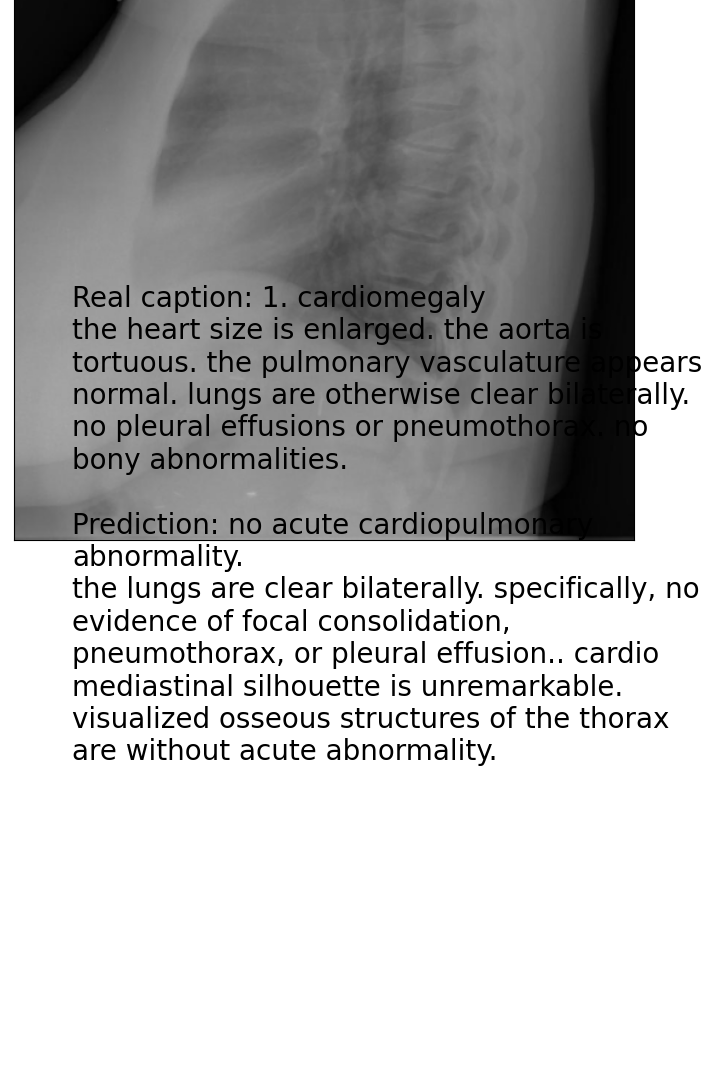 Real caption: 1. cardiomegaly
the heart size is enlarged. the aorta is
tortuous. the pulmonary vasculature appears
normal. lungs are otherwise clear bilaterally.
no pleural effusions or pneumothorax. no
bony abnormalities.
Prediction: no acute cardiopulmonary
abnormality.
the lungs are clear bilaterally. specifically, no
evidence of focal consolidation,
pneumothorax, or pleural effusion.. cardio
mediastinal silhouette is unremarkable.
visualized osseous structures of the thorax
are without acute abnormality.